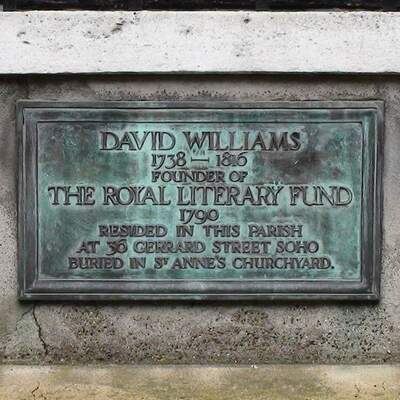 DAVID WILLIAMS
1738 — 1816
FOUNDER OF
THE ROYAL LITERARY FUND
1790
RESIDED IN THIS PARISH
AT 36 GERRARD STREET SOHO
BURIED IN ST ANNE'S CHURCHYARD.